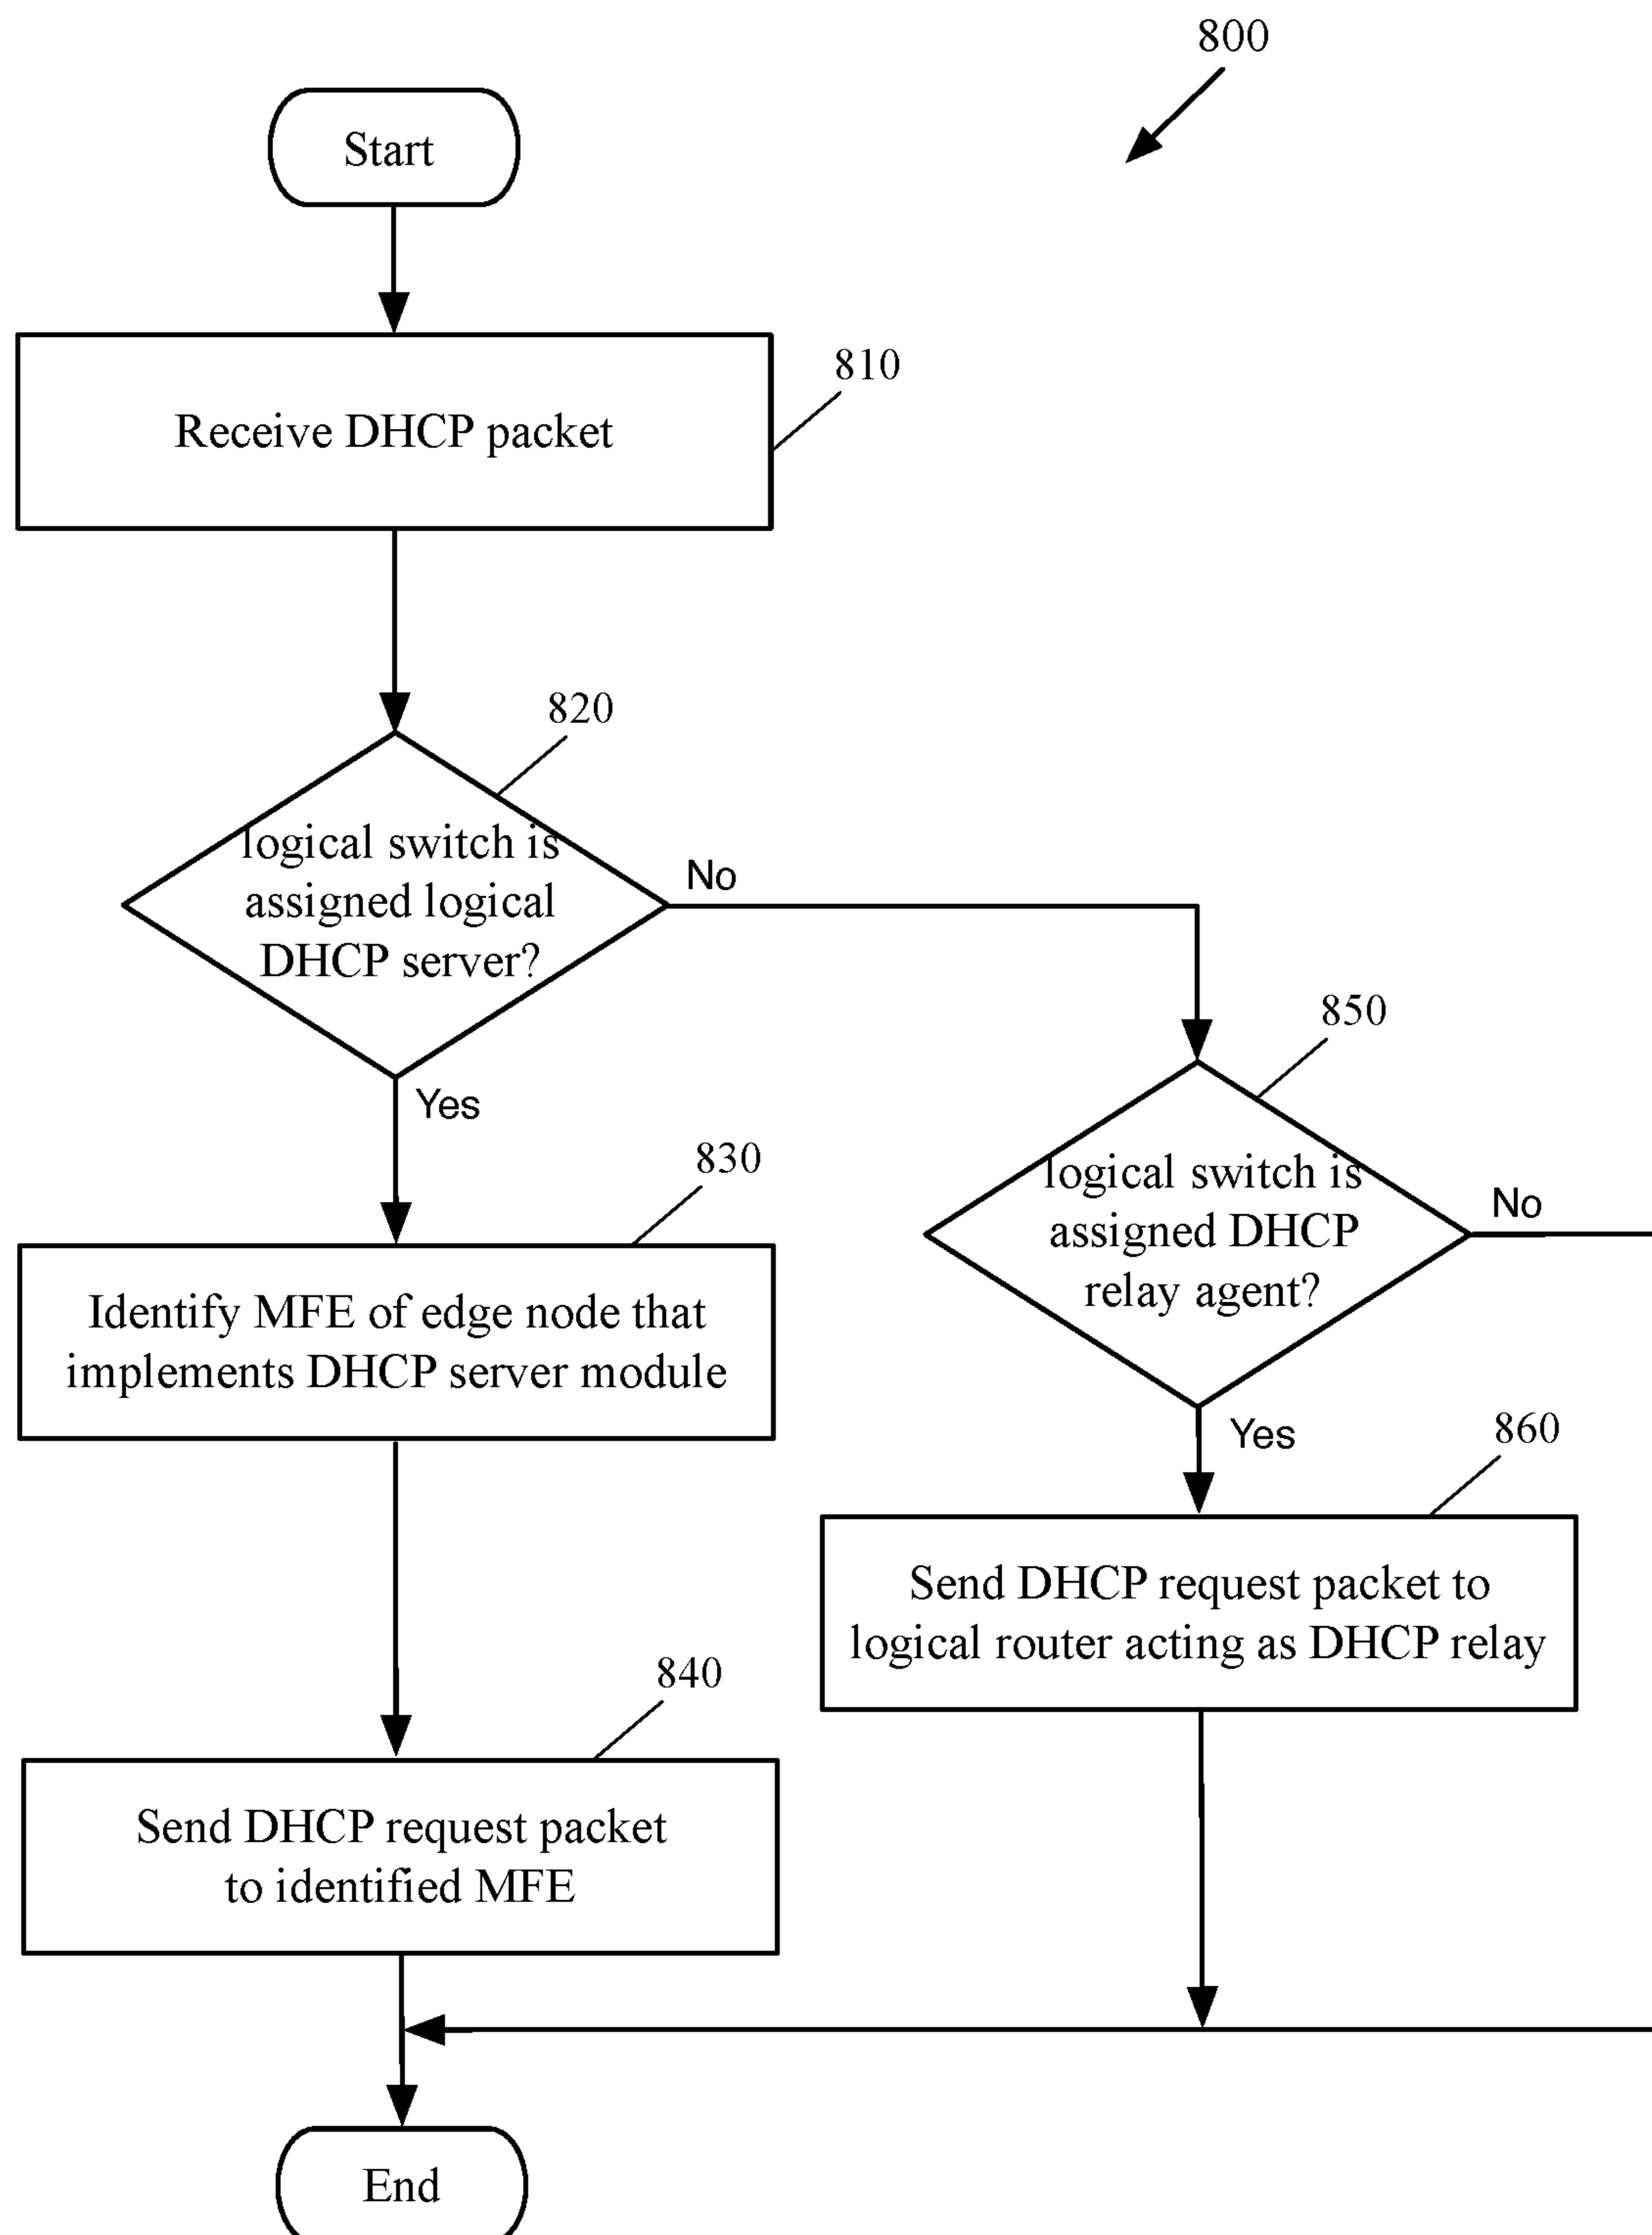 800
Start
810
Receive DHCP packet
820
logical switch is
assigned logical
DHCP server?
No
Yes
850
logical switch is
assigned DHCP
relay agent?
No
Yes
830
Identify MFE of edge node that
implements DHCP server module
860
Send DHCP request packet to
logical router acting as DHCP relay
840
Send DHCP request packet
to identified MFE
End